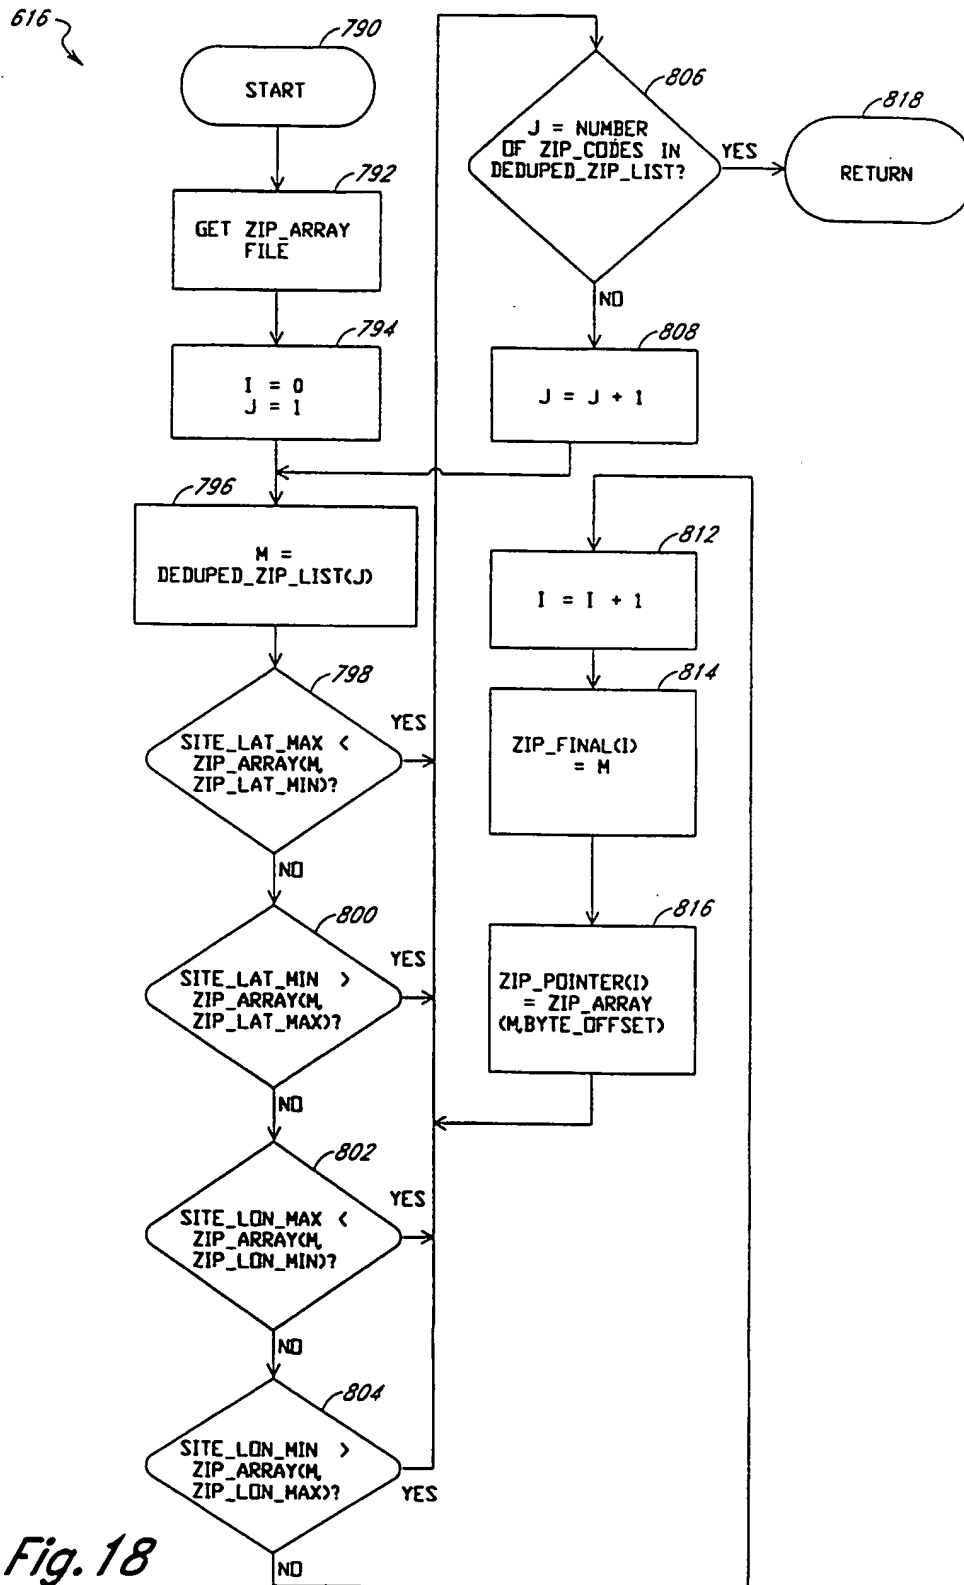 616
790
START
792
GET ZIP_ARRAY
FILE
794
I = 0
J = 1
796
M =
DEDUPED_ZIP_LIST(J)
798
SITE_LAT_MAX <
ZIP_ARRAY(M,
ZIP_LAT_MIN)?
YES
NO
800
SITE_LAT_MIN >
ZIP_ARRAY(M,
ZIP_LAT_MAX)?
YES
NO
802
SITE_LON_MAX <
ZIP_ARRAY(M,
ZIP_LON_MIN)?
YES
NO
804
SITE_LON_MIN >
ZIP_ARRAY(M,
ZIP_LON_MAX)?
YES
NO
806
J = NUMBER
OF ZIP_CODES IN
DEDUPED_ZIP_LIST?
YES
NO
818
RETURN
808
J = J + 1
812
I = I + 1
814
ZIP_FINAL(I)
= M
816
ZIP_POINTER(I)
= ZIP_ARRAY
(M,BYTE_OFFSET)
Fig. 18